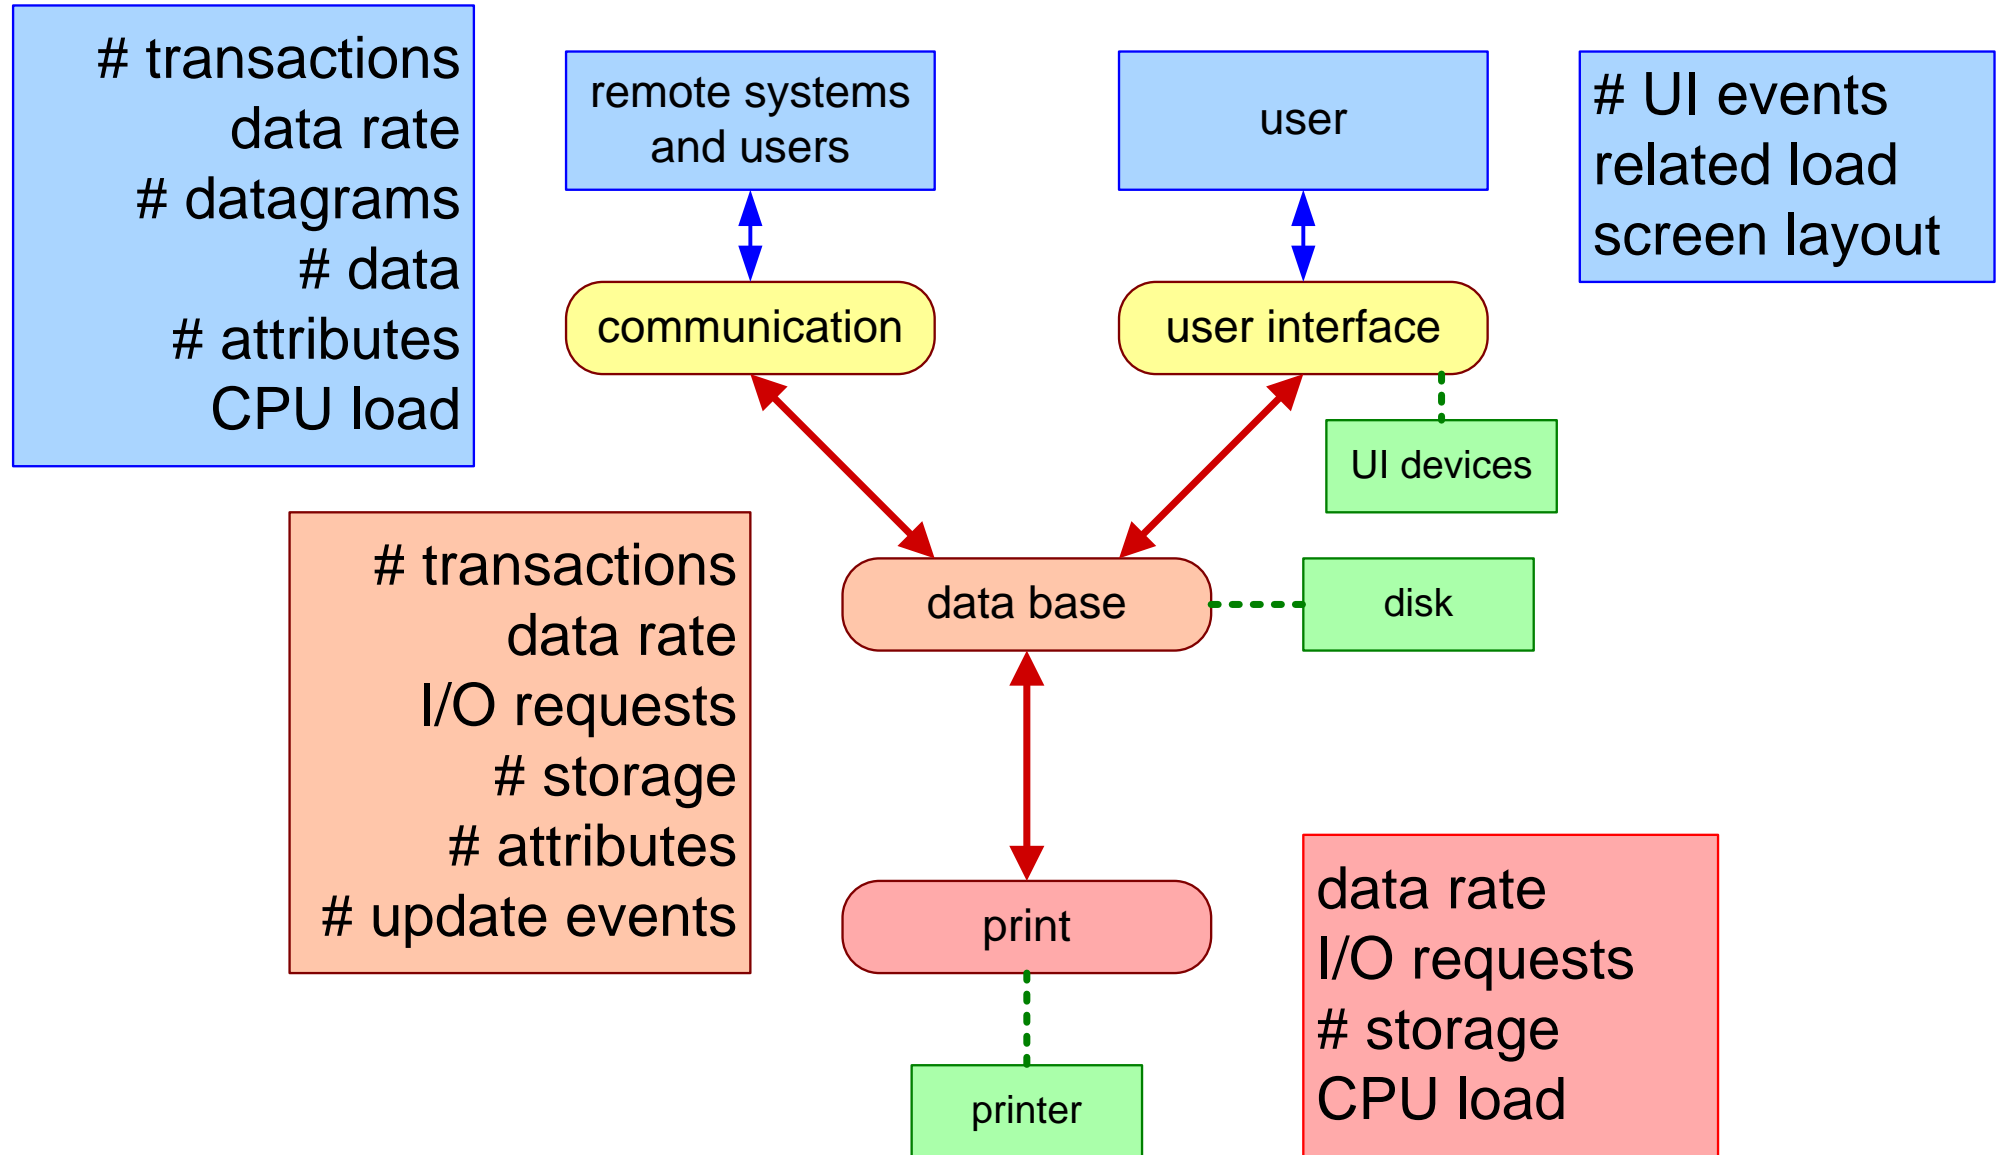 # transactions
data rate
# datagrams
# data
# attributes
CPU load
remote systems
and users
user
# UI events
related load
screen layout
communication
user interface
UI devices
# transactions
data rate
I/O requests
# storage
# attributes
# update events
data base
disk
print
printer
data rate
I/O requests
# storage
CPU load